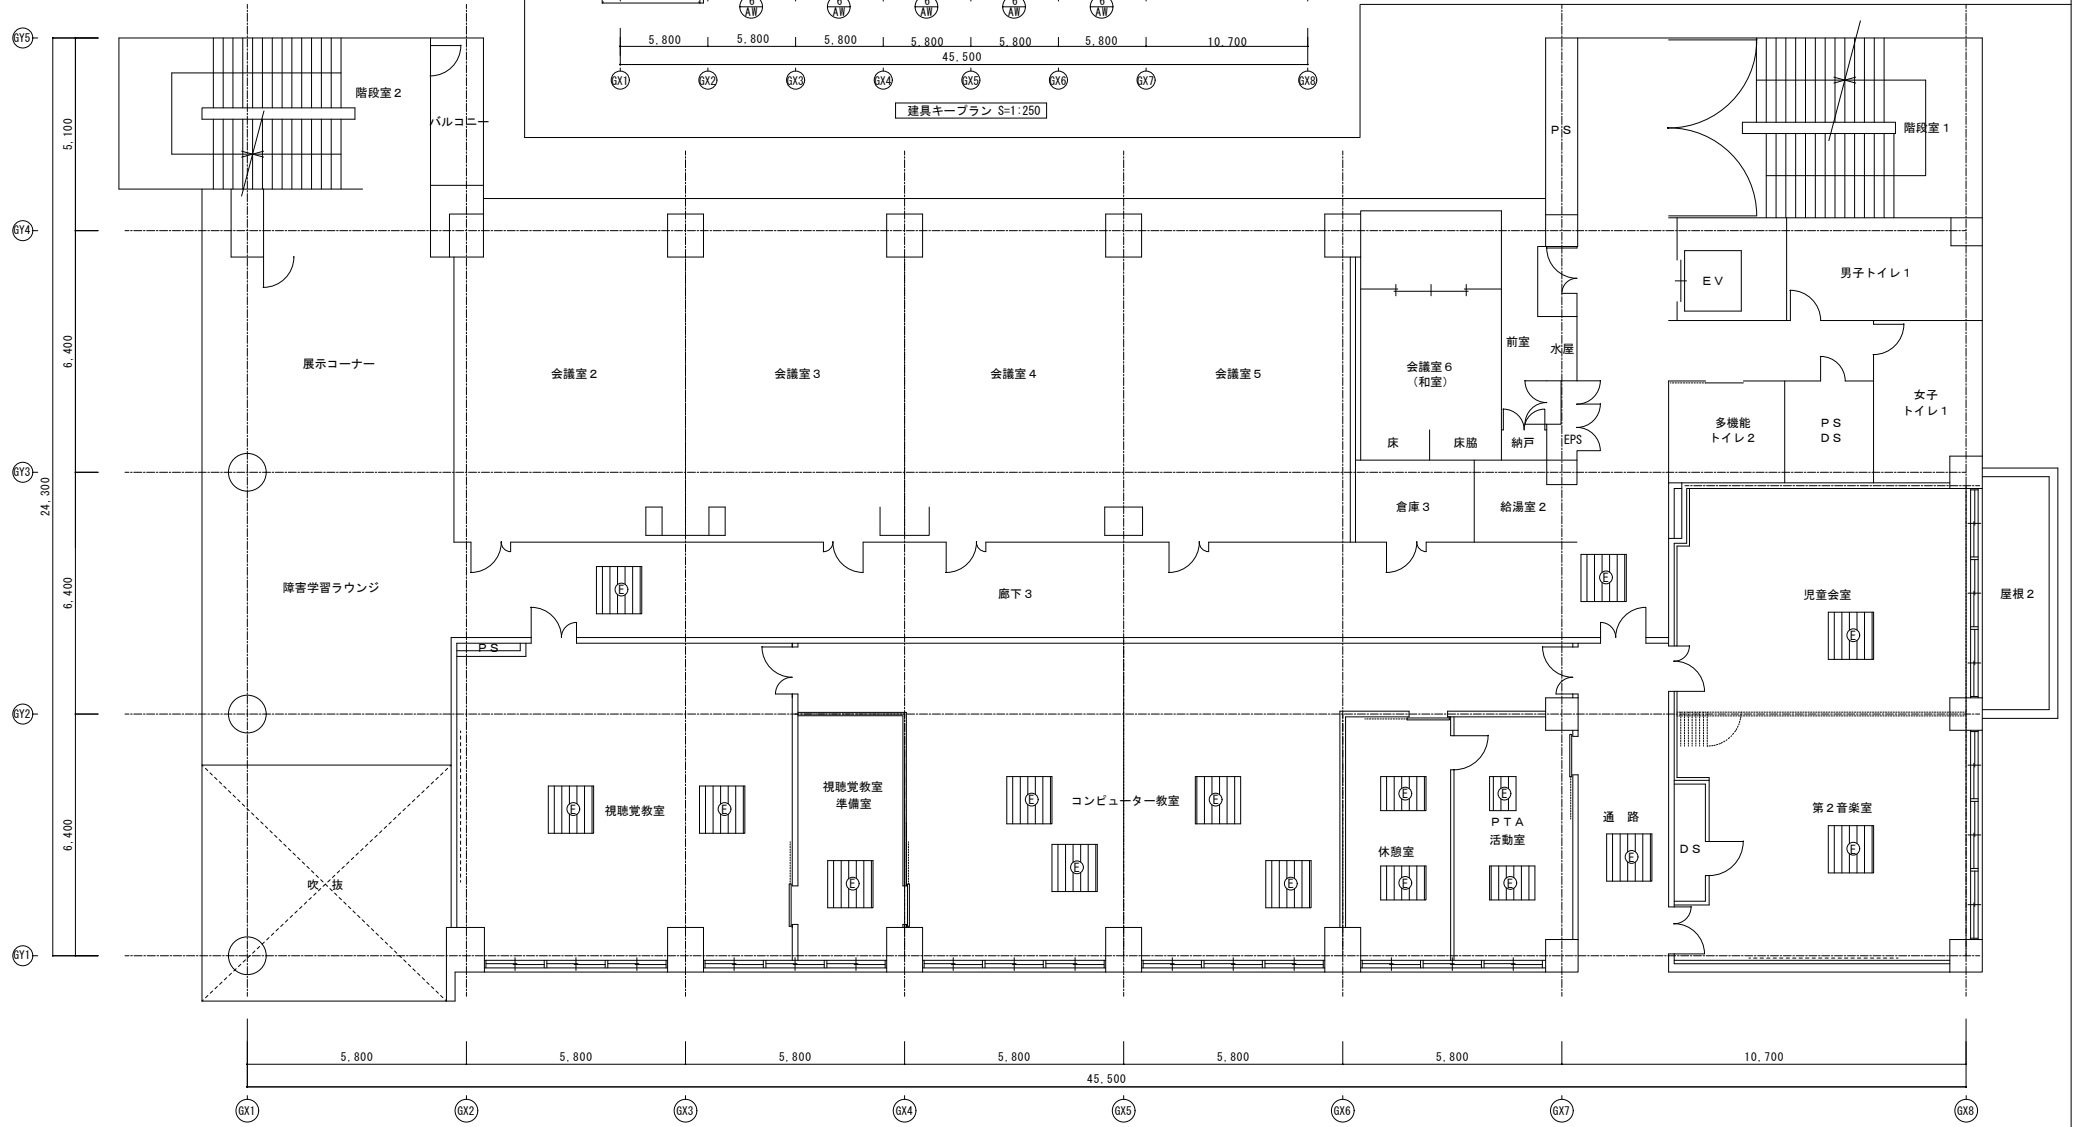 6 AW
6 AW
6 AW
6 AW
6 AW
5,800
5,800
5,800
5,800
5,800
5,800
10,700
45,500
GX1
GX2
GX3
GX4
GX5
GX6
GX7
GX8
建具キープラン S=1:250
GY5
階段室2
バルコニー
PS
階段室1
5,100
GY4
男子トイレ1
EV
展示コーナー
会議室2
会議室3
会議室4
会議室5
会議室6
(和室)
前室
水屋
6,400
女子
トイレ1
多機能
トイレ2
PS
DS
床
床脇
納戸
EPS
GY3
24,300
倉庫3
給湯室2
障害学習ラウンジ
E
廊下3
E
児童会室
E
屋根2
6,400
PS
GY2
視聴覚教室
E
E
視聴覚教室
準備室
E
コンピューター教室
E
E
E
E
休憩室
E
E
PTA
活動室
E
E
通 路
E
DS
第2音楽室
E
6,400
吹 抜
GY1
5,800
5,800
5,800
5,800
5,800
5,800
10,700
45,500
GX1
GX2
GX3
GX4
GX5
GX6
GX7
GX8